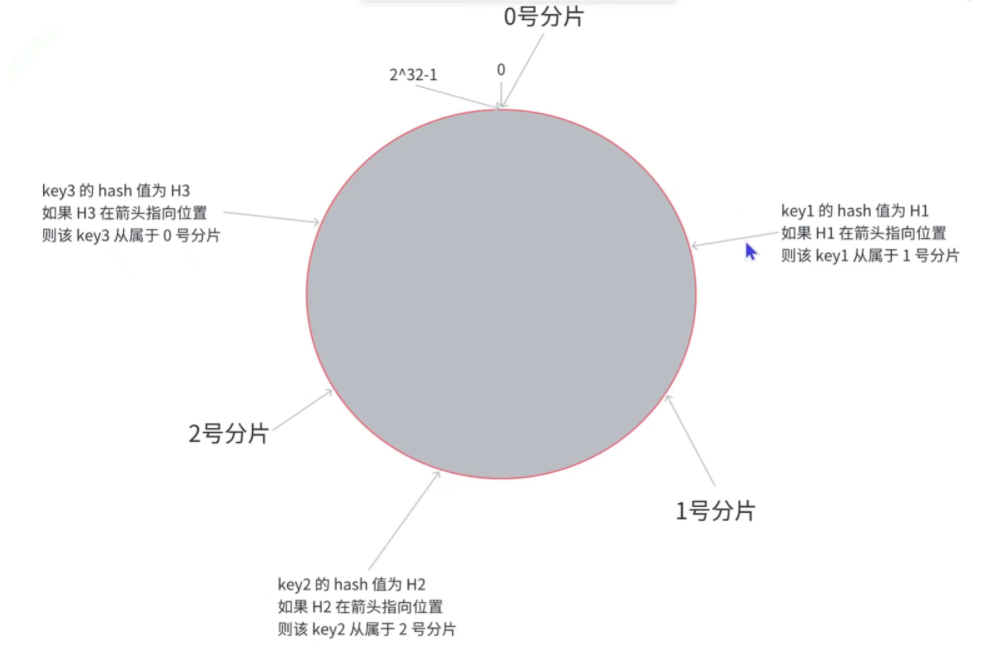 0号分片
2^32-1
0
key3 的 hash 值为 H3
如果 H3 在箭头指向位置
则该 key3 从属于 0 号分片
key1 的 hash 值为 H1
如果 H1 在箭头指向位置
则该 key1 从属于 1 号分片
2号分片
1号分片
key2 的 hash 值为 H2
如果 H2 在箭头指向位置
则该 key2 从属于 2 号分片